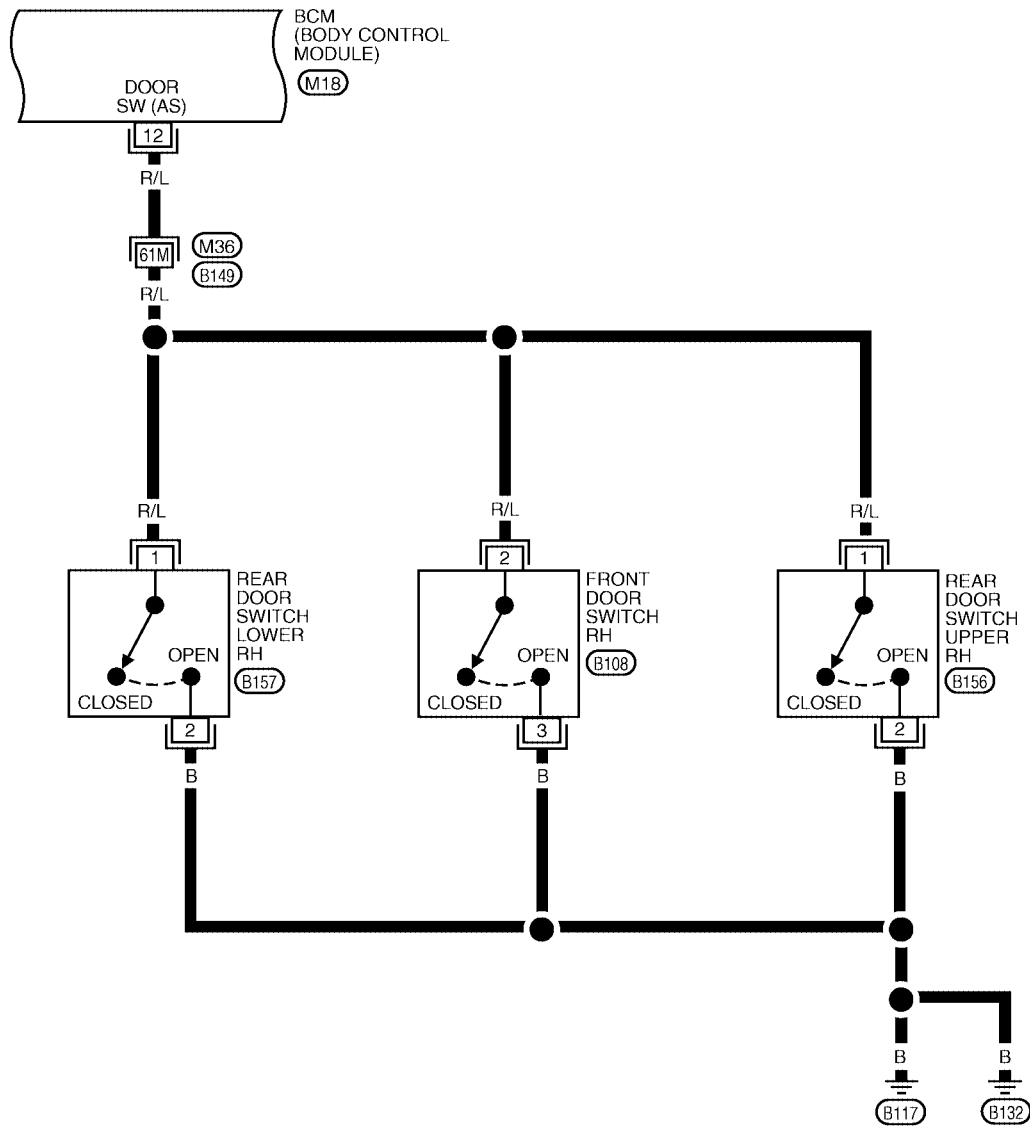 BCM
(BODY CONTROL
MODULE)
M18
DOOR
SW (AS)
12
R/L
61M
M36
B149
R/L
R/L
R/L
R/L
1
2
1
REAR
DOOR
SWITCH
LOWER
RH
B157
OPEN
CLOSED
FRONT
DOOR
SWITCH
RH
B108
OPEN
CLOSED
REAR
DOOR
SWITCH
UPPER
RH
B156
OPEN
CLOSED
2
3
2
B
B
B
B
B
B117
B132